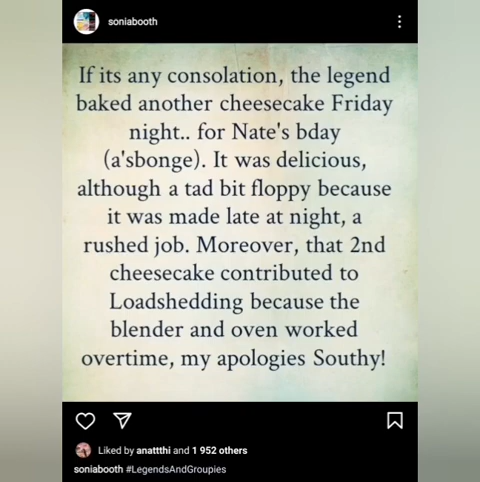 soniabooth
If its any consolation, the legend
baked another cheesecake Friday
night.. for Nate's bday
(a'sbonge). It was delicious,
although a tad bit floppy because
it was made late at night, a
rushed job. Moreover, that 2nd
cheesecake contributed to
Loadshedding because the
blender and oven worked
overtime, my apologies Southy!
Liked by anattthi and 1 952 others
soniabooth #LegendsAndGroupies